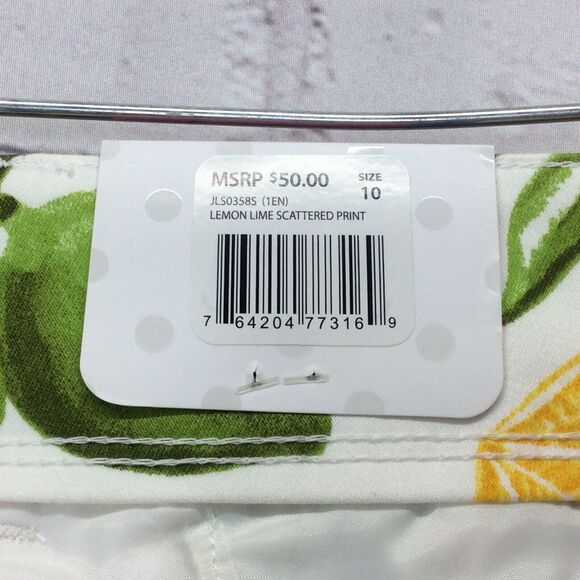 MSRP $50.00 SIZE
JLS0358S (1EN) 10
LEMON LIME SCATTERED PRINT
7 64204 77316 9